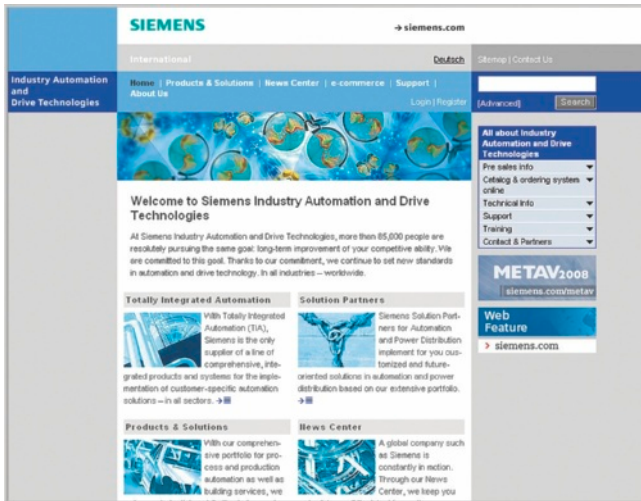 SIEMENS
→ siemens.com
International
Deutsch
Sitemap | Contact Us
Industry Automation
and
Drive Technologies
Home | Products & Solutions | News Center | e-commerce | Support |
About Us
Login | Register
[Advanced]
Search
All about Industry
Automation and Drive
Technologies
Pre sales info
Catalog & ordering system
online
Technical Info
Support
Training
Contact & Partners
METAV2008
siemens.com/metav
Web
Feature
> siemens.com
Welcome to Siemens Industry Automation and Drive
Technologies
At Siemens Industry Automation and Drive Technologies, more than 85,000 people are
resolutely pursuing the same goal: long-term improvement of your competitive ability. We
are committed to this goal. Thanks to our commitment, we continue to set new standards
in automation and drive technology. In all industries – worldwide.
Totally Integrated Automation
With Totally Integrated
Automation (TIA),
Siemens is the only
supplier of a line of
comprehensive, inte-
grated products and systems for the imple-
mentation of customer-specific automation
solutions – in all sectors. →
Solution Partners
Siemens Solution Part-
ners for Automation
and Power Distribution
implement for you cus-
tomized and future-
oriented solutions in automation and power
distribution based on our extensive portfolio.
→
Products & Solutions
With our comprehen-
sive portfolio for pro-
cess and production
automation as well as
building services, we
News Center
A global company such
as Siemens is
constantly in motion.
Through our News
Center, we keep you